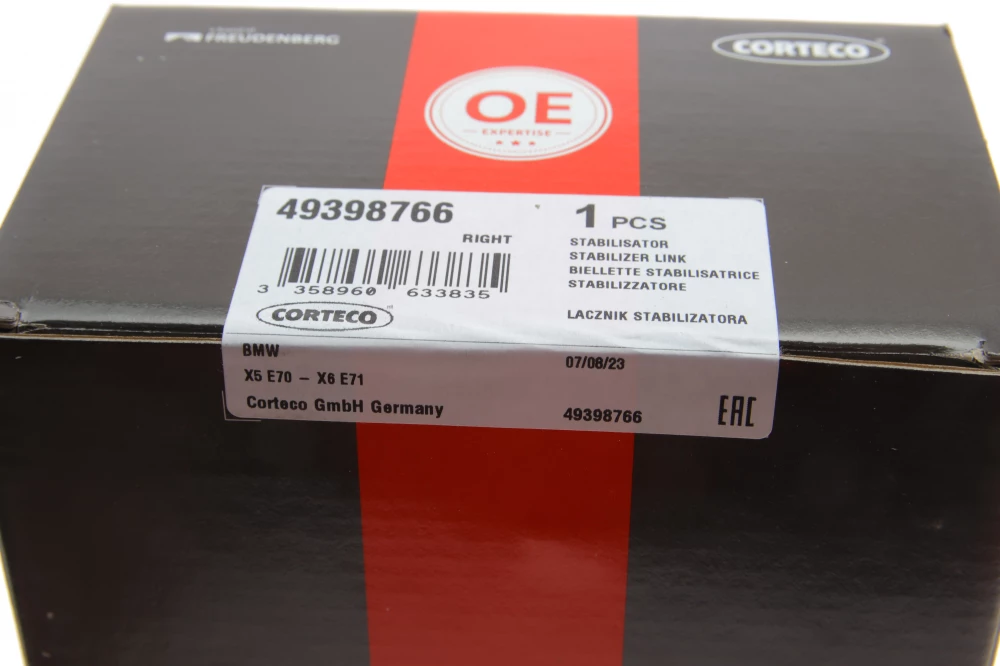 FREUDENBERG
CORTECO
OE
EXPERTISE
49398766
1 PCS
RIGHT
STABILISATOR
STABILIZER LINK
BIELLETTE STABILISATRICE
STABILIZZATORE
3 358960 633835
CORTECO
LACZNIK STABILIZATORA
BMW
07/08/23
X5 E70 – X6 E71
Corteco GmbH Germany
49398766
EAC